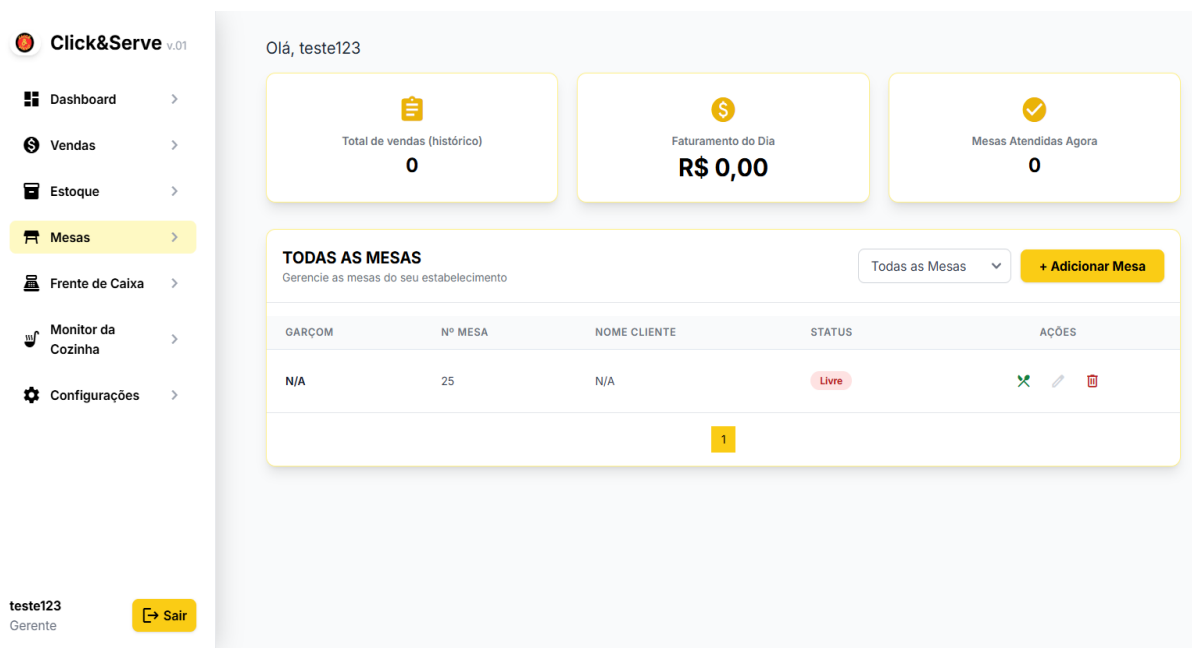 Click&Serve v.01
Dashboard
Vendas
Estoque
Mesas
Frente de Caixa
Monitor da
Cozinha
Configurações
teste123
Gerente
Sair
Olá, teste123
Total de vendas (histórico)
0
Faturamento do Dia
R$ 0,00
Mesas Atendidas Agora
0
TODAS AS MESAS
Gerencie as mesas do seu estabelecimento
Todas as Mesas
+ Adicionar Mesa
GARÇOM Nº MESA NOME CLIENTE STATUS AÇÕES
N/A 25 N/A Livre
1